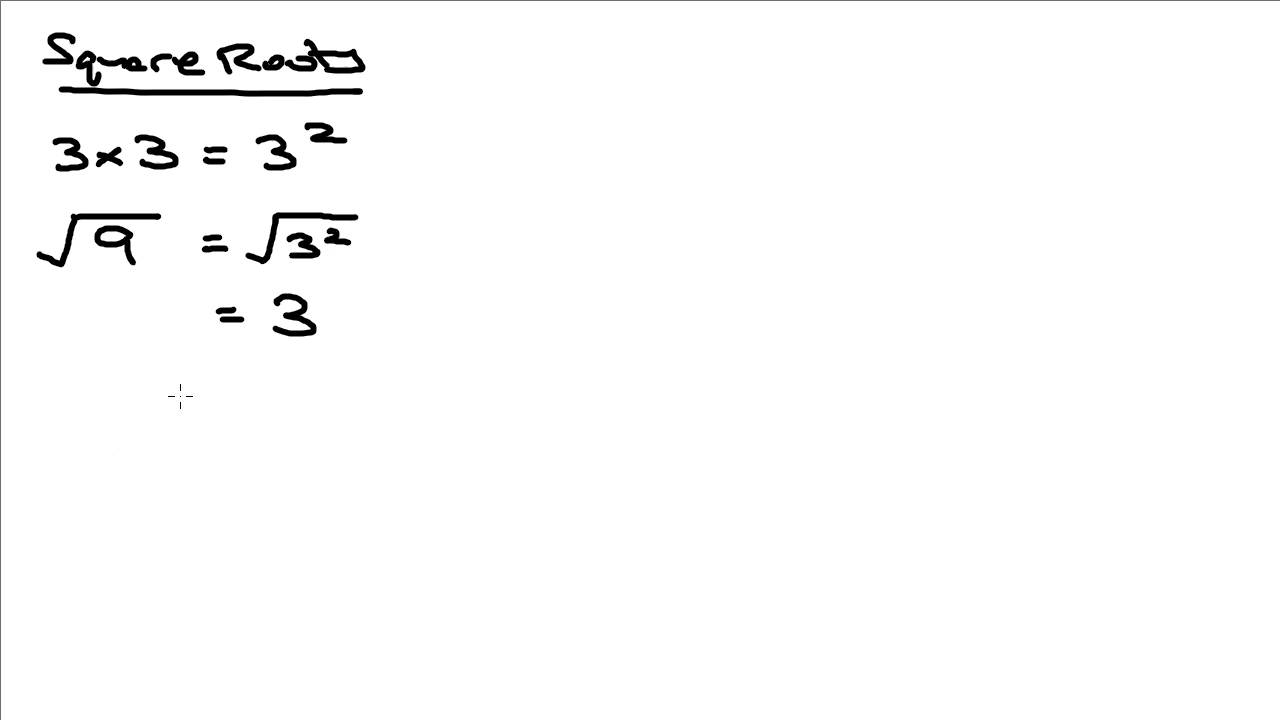 Square Roots
3 × 3 = 3²
√9 = √3²
= 3